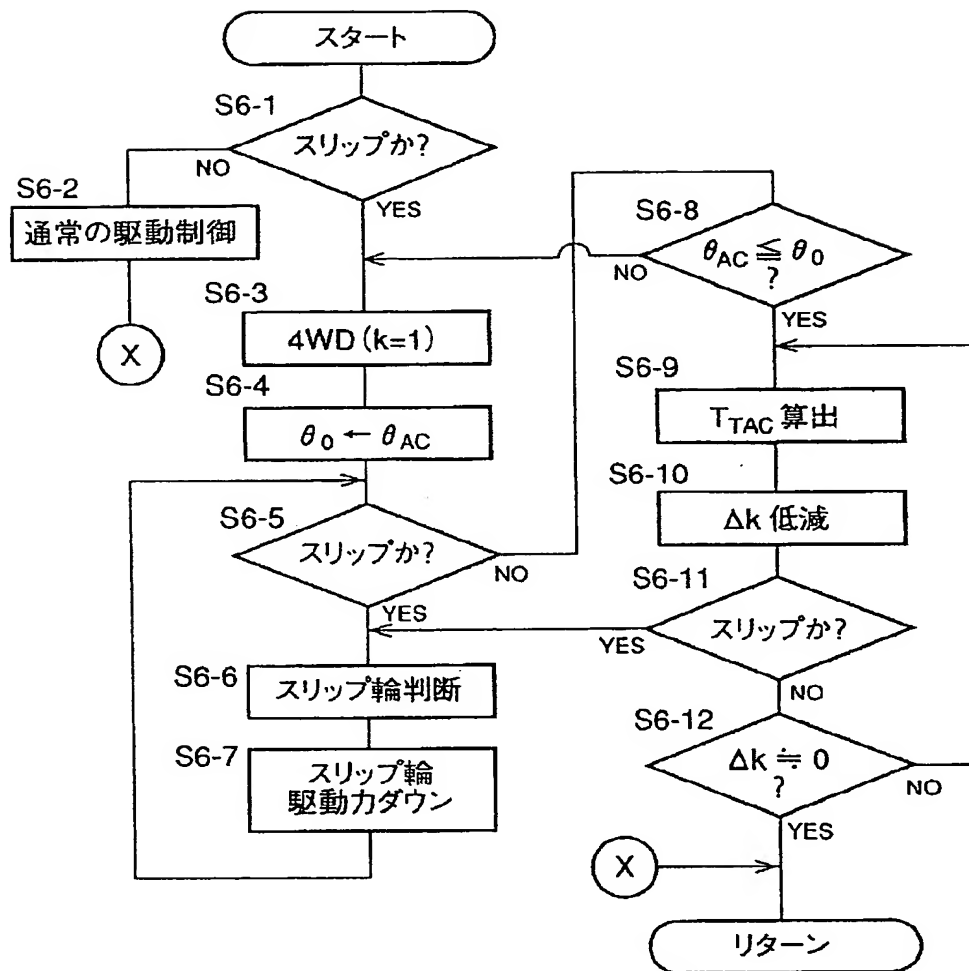 スタート
S6-1
スリップか?
NO
YES
S6-2
通常の駆動制御
X
S6-3
4WD (k=1)
S6-4
θ0 ← θAC
S6-5
スリップか?
NO
YES
S6-6
スリップ輪判断
S6-7
スリップ輪
駆動力ダウン
S6-8
θAC ≦ θ0
?
NO
YES
S6-9
TTAC 算出
S6-10
Δk 低減
S6-11
スリップか?
YES
NO
S6-12
Δk ≒ 0
?
NO
YES
X
リターン